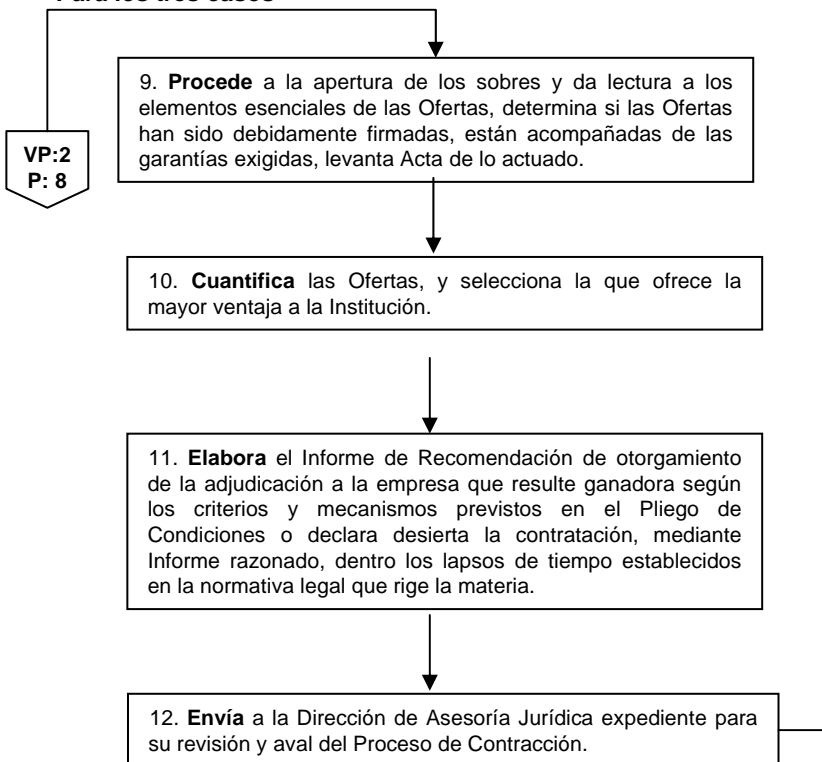 Para los tres casos
9. Procede a la apertura de los sobres y da lectura a los
elementos esenciales de las Ofertas, determina si las Ofertas
han sido debidamente firmadas, están acompañadas de las
garantías exigidas, levanta Acta de lo actuado.
VP:2
P: 8
10. Cuantifica las Ofertas, y selecciona la que ofrece la
mayor ventaja a la Institución.
11. Elabora el Informe de Recomendación de otorgamiento
de la adjudicación a la empresa que resulte ganadora según
los criterios y mecanismos previstos en el Pliego de
Condiciones o declara desierta la contratación, mediante
Informe razonado, dentro los lapsos de tiempo establecidos
en la normativa legal que rige la materia.
12. Envía a la Dirección de Asesoría Jurídica expediente para
su revisión y aval del Proceso de Contracción.